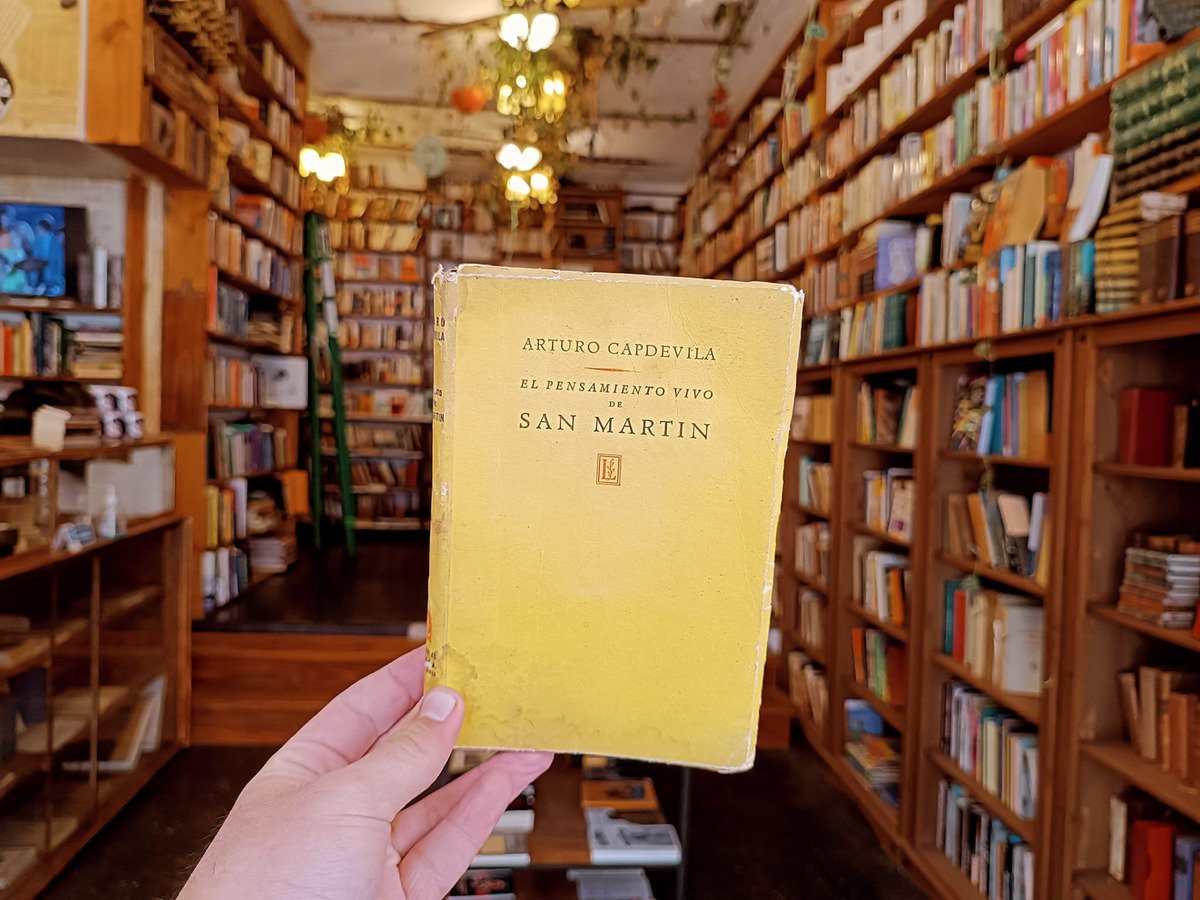 ARTURO CAPDEVILA
EL PENSAMIENTO VIVO
DE
SAN MARTIN